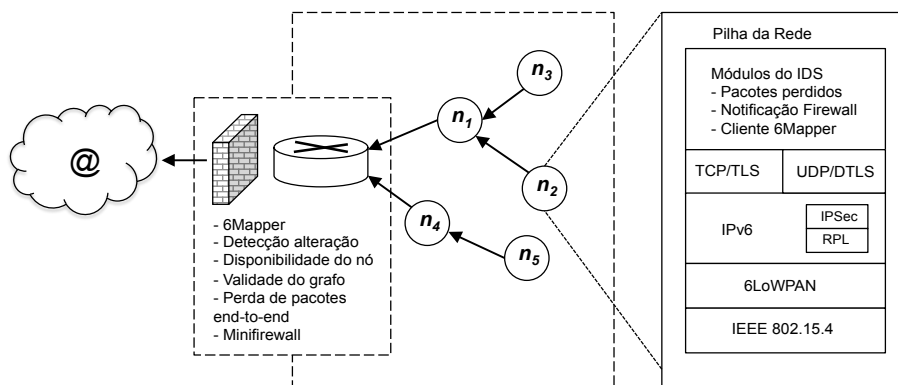 @
n3
n1
n2
n4
n5
- 6Mapper
- Detecção alteração
- Disponibilidade do nó
- Validade do grafo
- Perda de pacotes
end-to-end
- Minifirewall
Pilha da Rede
Módulos do IDS
- Pacotes perdidos
- Notificação Firewall
- Cliente 6Mapper
TCP/TLS
UDP/DTLS
IPv6
IPSec
RPL
6LoWPAN
IEEE 802.15.4